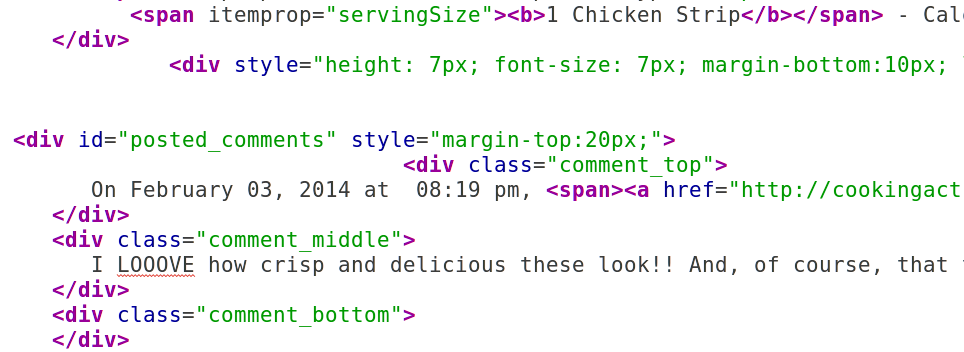 <span itemprop="servingSize"><b>1 Chicken Strip</b></span> -
</div>
<div style="height: 7px; font-size: 7px; margin-bottom:10px;
<div id="posted_comments" style="margin-top:20px;">
<div class="comment_top">
On February 03, 2014 at  08:19 pm, <span><a href="http://cookingact
</div>
<div class="comment_middle">
I LOOOVE how crisp and delicious these look!! And, of course, that
</div>
<div class="comment_bottom">
</div>